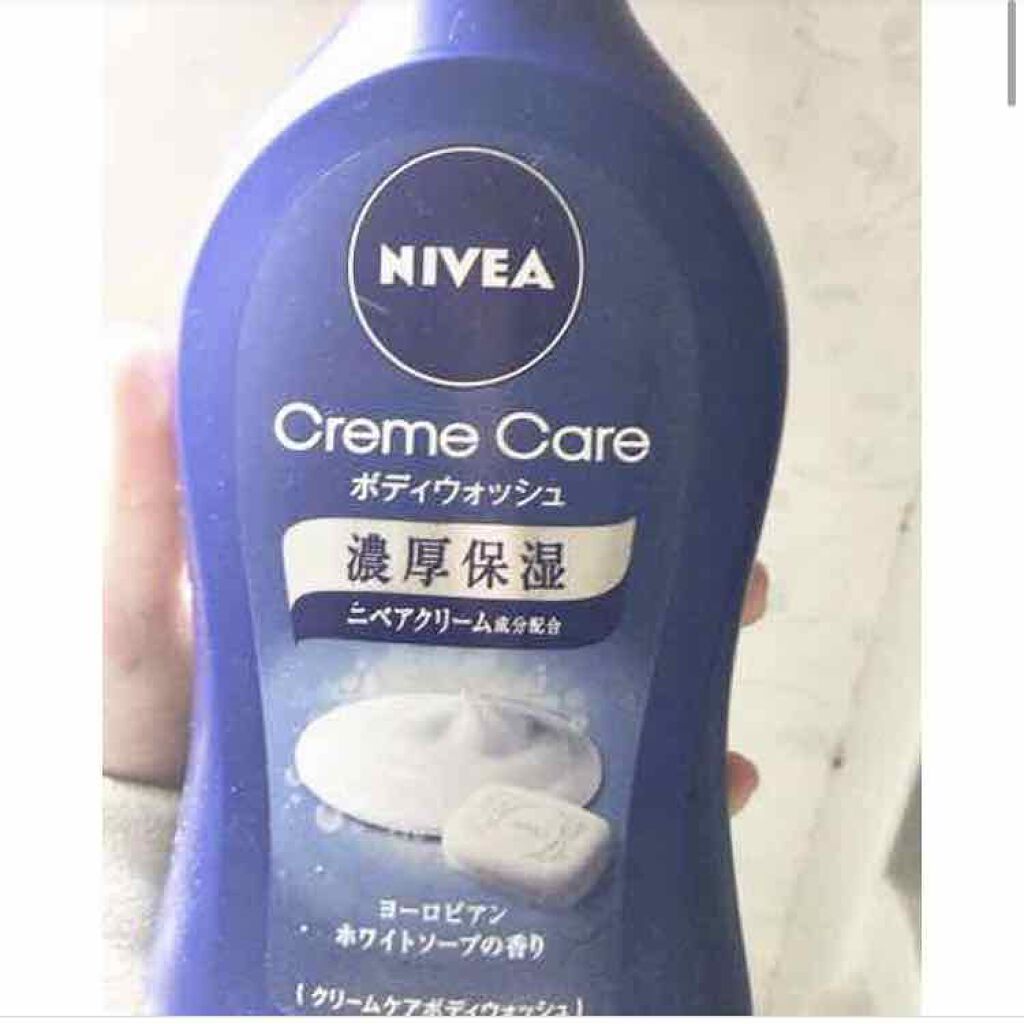 NIVEA
Creme Care
ボディウォッシュ
濃厚保湿
ニベアクリーム成分配合
ヨーロピアン
ホワイトソープの香り
{ クリームケアボディウォッシュ }